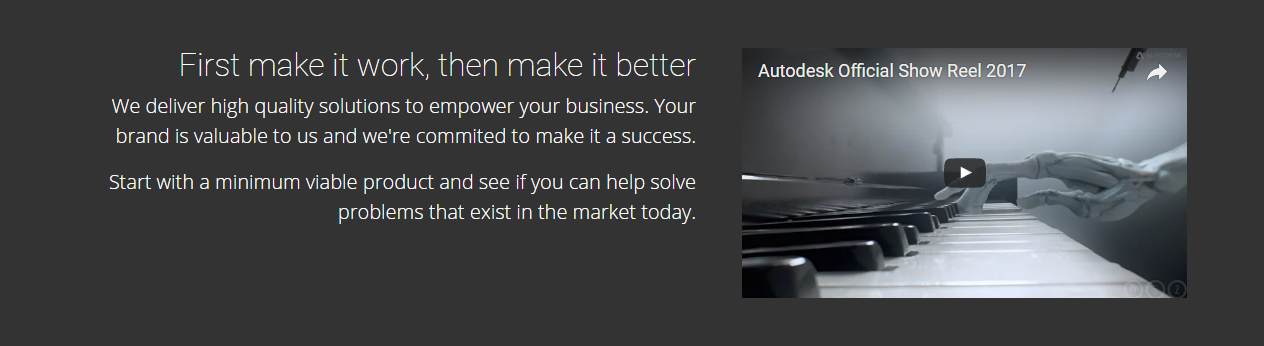 First make it work, then make it better
We deliver high quality solutions to empower your business. Your
brand is valuable to us and we're commited to make it a success.
Start with a minimum viable product and see if you can help solve
problems that exist in the market today.
AUTODESK
Autodesk Official Show Reel 2017